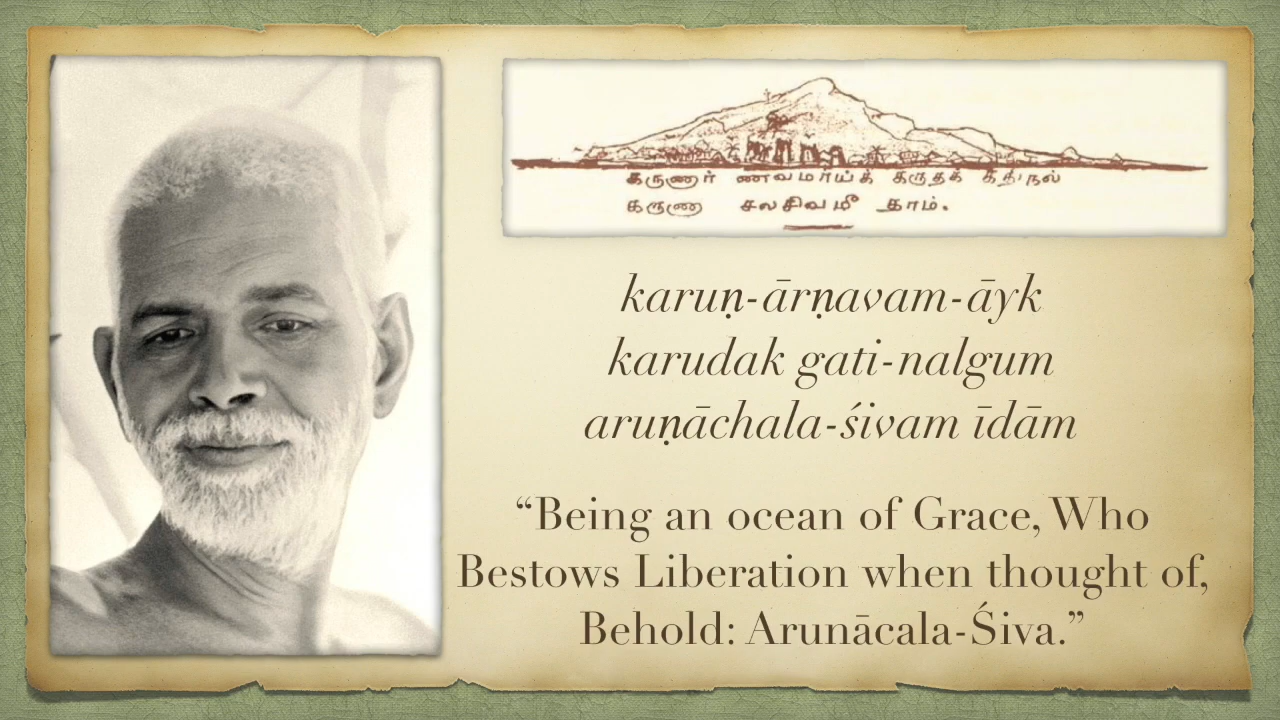 கருணார் ணவமாய்க் கருதக் கதிநல்
கருணா சலசிவமீ தாம்.
karuṇ-ārṇavam-āyk
karudak gati-nalgum
aruṇāchala-śivam īdām
“Being an ocean of Grace, Who
Bestows Liberation when thought of,
Behold: Arunācala-Śiva.”